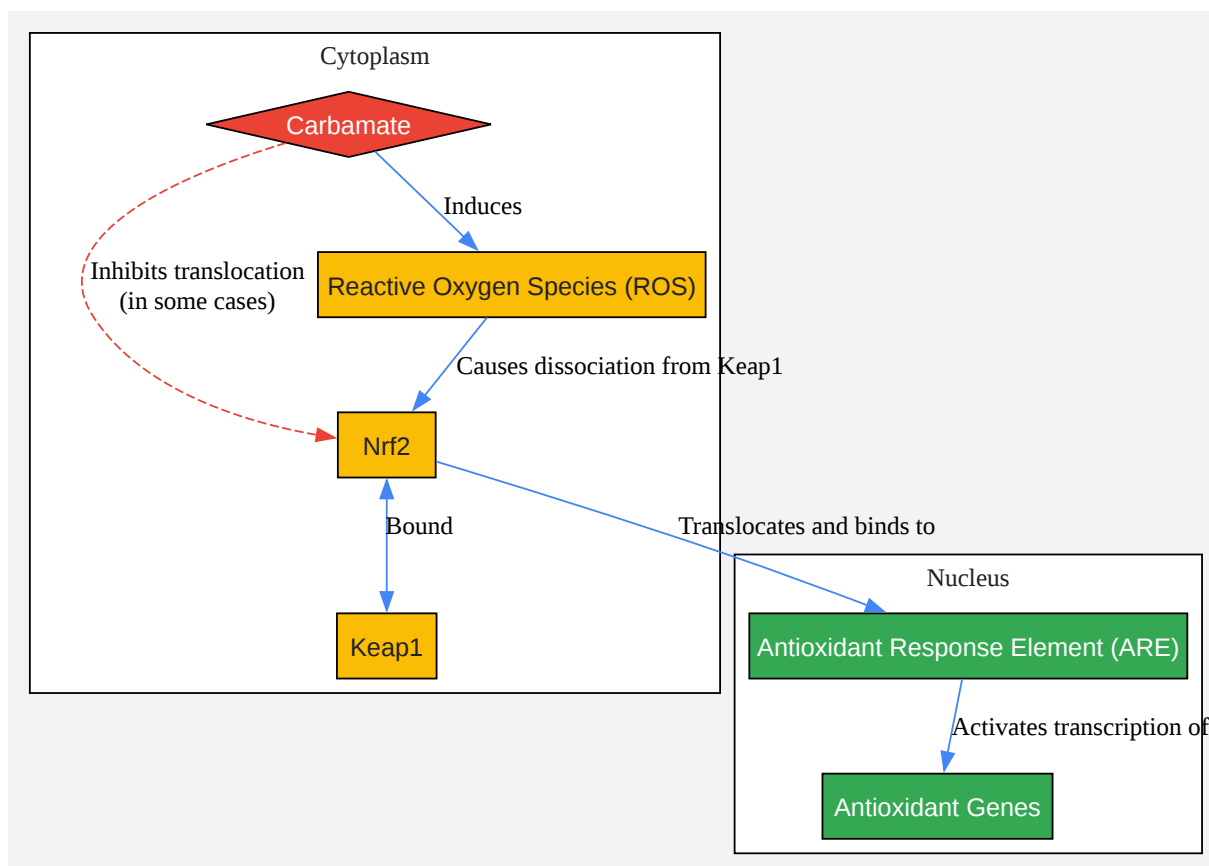 Cytoplasm
Carbamate
Induces
Inhibits translocation
(in some cases)
Reactive Oxygen Species (ROS)
Causes dissociation from Keap1
Nrf2
Bound
Translocates and binds to
Keap1
Nucleus
Antioxidant Response Element (ARE)
Activates transcription of
Antioxidant Genes